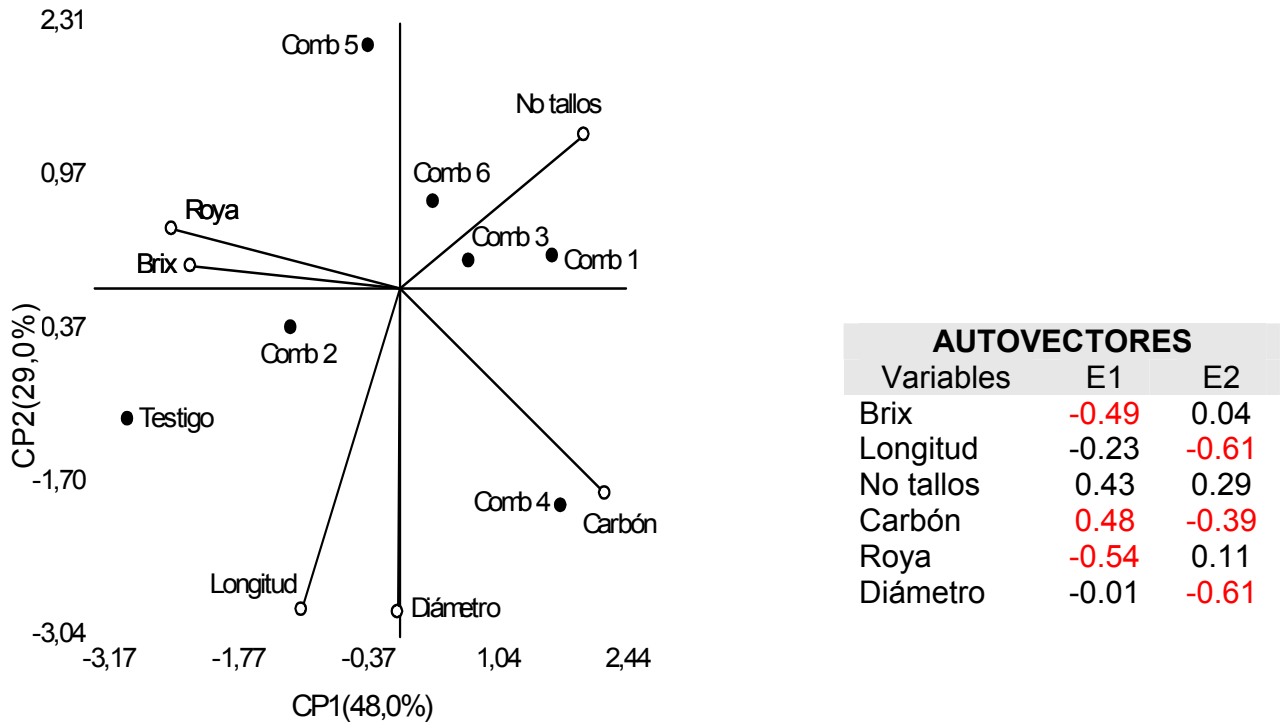 2,31
Comb 5
No tallos
0,97
Comb 6
Roya
Comb 3
Comb 1
Brix
0,37
Comb 2
CP2(29,0%)
Testigo
-1,70
Comb 4
Carbón
Longitud
Diámetro
-3,04
-3,17 -1,77 -0,37 1,04 2,44
CP1(48,0%)
AUTOVECTORES
Variables E1 E2
Brix -0.49 0.04
Longitud -0.23 -0.61
No tallos 0.43 0.29
Carbón 0.48 -0.39
Roya -0.54 0.11
Diámetro -0.01 -0.61